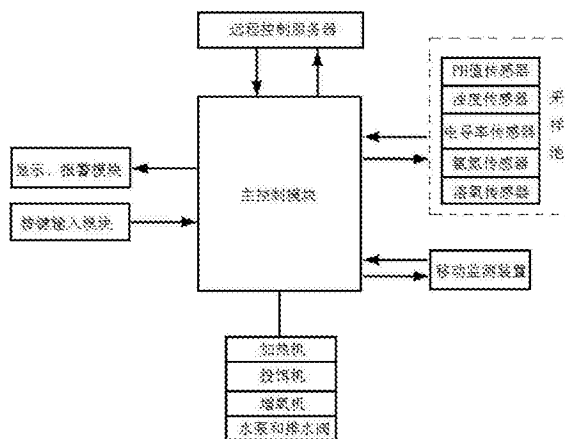 远程控制服务器
PH值传感器
浓度传感器
电导率传感器
氨氮传感器
溶氧传感器
采样池
显示、报警模块
主控制模块
按键输入模块
移动监测装置
加热机
投饵机
增氧机
水泵和排水阀